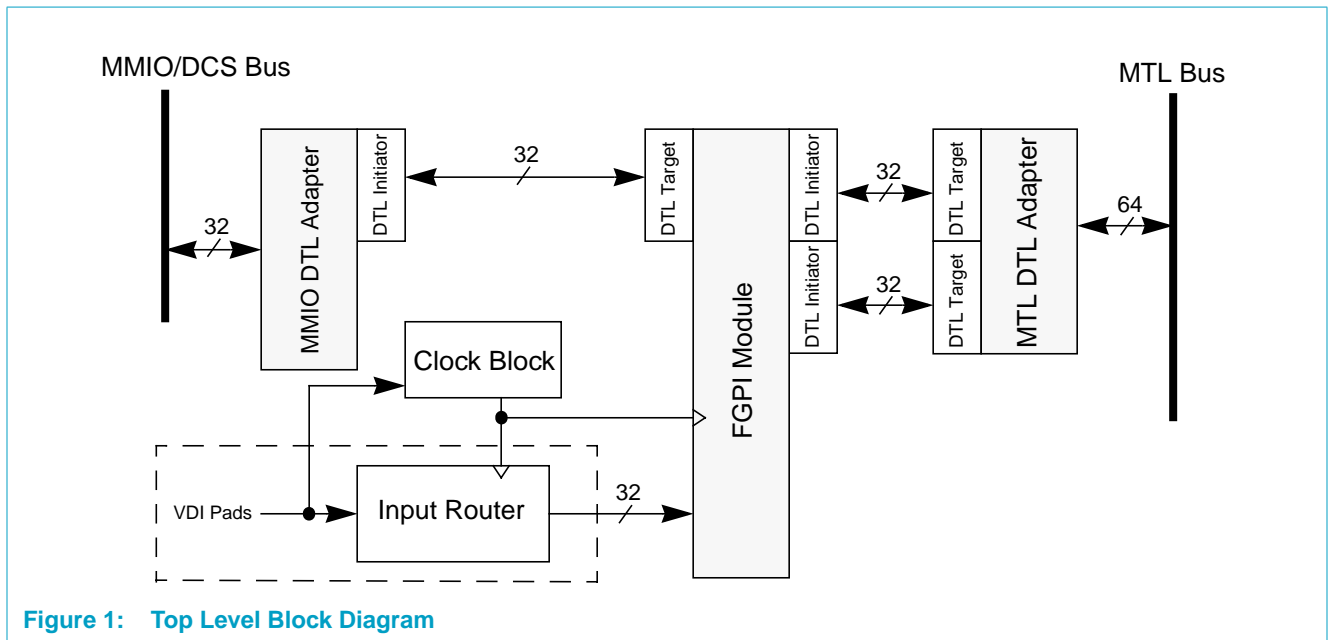 MMIO/DCS Bus
MTL Bus
32
MMIO DTL Adapter
DTL Initiator
32
DTL Target
FGPI Module
DTL Initiator
DTL Initiator
32
32
DTL Target
DTL Target
MTL DTL Adapter
64
Clock Block
VDI Pads
Input Router
32
Figure 1: Top Level Block Diagram